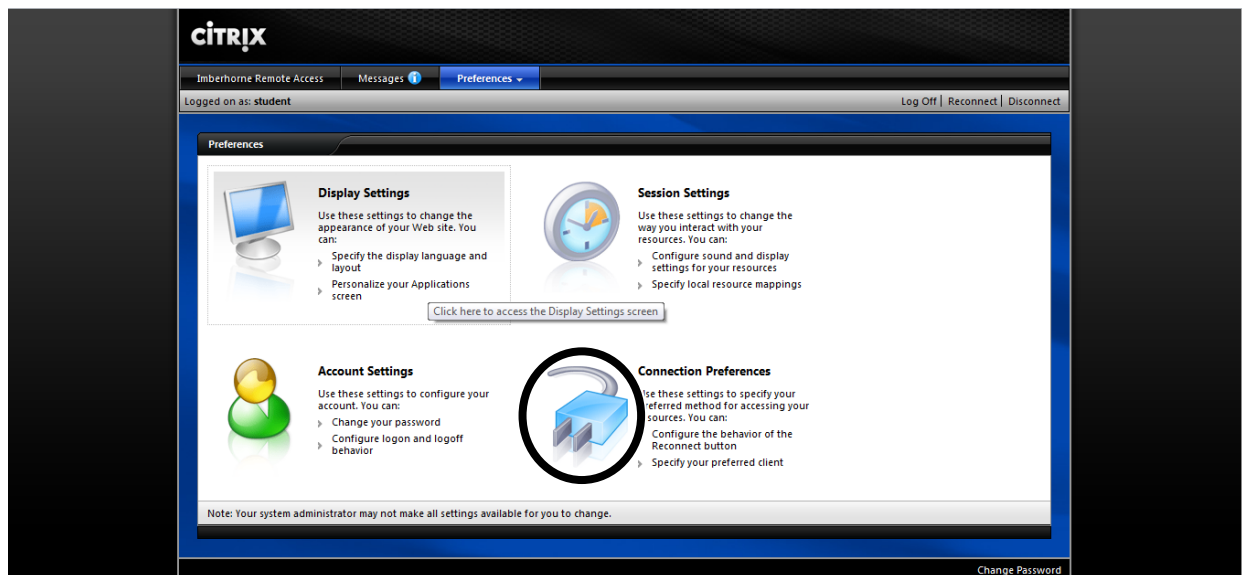 CİTRIX
Imberhorne Remote Access Messages Preferences
Logged on as: student Log Off | Reconnect | Disconnect
Preferences
Display Settings
Use these settings to change the
appearance of your Web site. You
can:
Specify the display language and
layout
Personalize your Applications
screen
Click here to access the Display Settings screen
Session Settings
Use these settings to change the
way you interact with your
resources. You can:
Configure sound and display
settings for your resources
Specify local resource mappings
Account Settings
Use these settings to configure your
account. You can:
Change your password
Configure logon and logoff
behavior
Connection Preferences
Use these settings to specify your
preferred method for accessing your
resources. You can:
Configure the behavior of the
Reconnect button
Specify your preferred client
Note: Your system administrator may not make all settings available for you to change.
Change Password